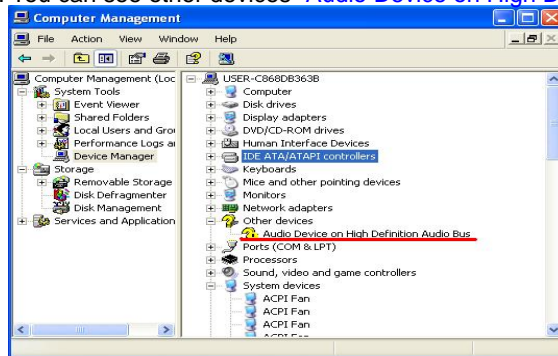 . You can see other devices "Audio Device on High D
Computer Management
File Action View Window Help
Computer Management (Loc
System Tools
Event Viewer
Shared Folders
Local Users and Grou
Performance Logs a
Device Manager
Storage
Removable Storage
Disk Defragmenter
Disk Management
Services and Application
USER-C868DB363B
Computer
Disk drives
Display adapters
DVD/CD-ROM drives
Human Interface Devices
IDE ATA/ATAPI controllers
Keyboards
Mice and other pointing devices
Monitors
Network adapters
Other devices
Audio Device on High Definition Audio Bus
Ports (COM & LPT)
Processors
Sound, video and game controllers
System devices
ACPI Fan
ACPI Fan
ACPI Fan
ACPI Fan